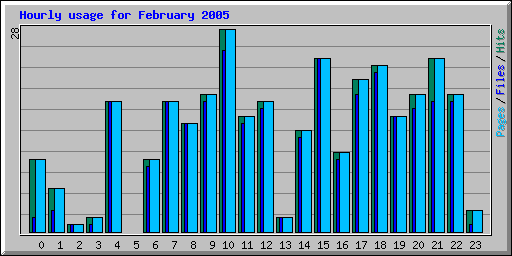 Hourly usage for February 2005
28
Pages / Files / Hits
0 1 2 3 4 5 6 7 8 9 10 11 12 13 14 15 16 17 18 19 20 21 22 23